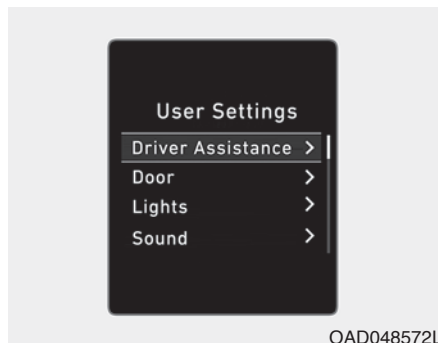 User Settings
Driver Assistance >
Door >
Lights >
Sound >
OAD048572L